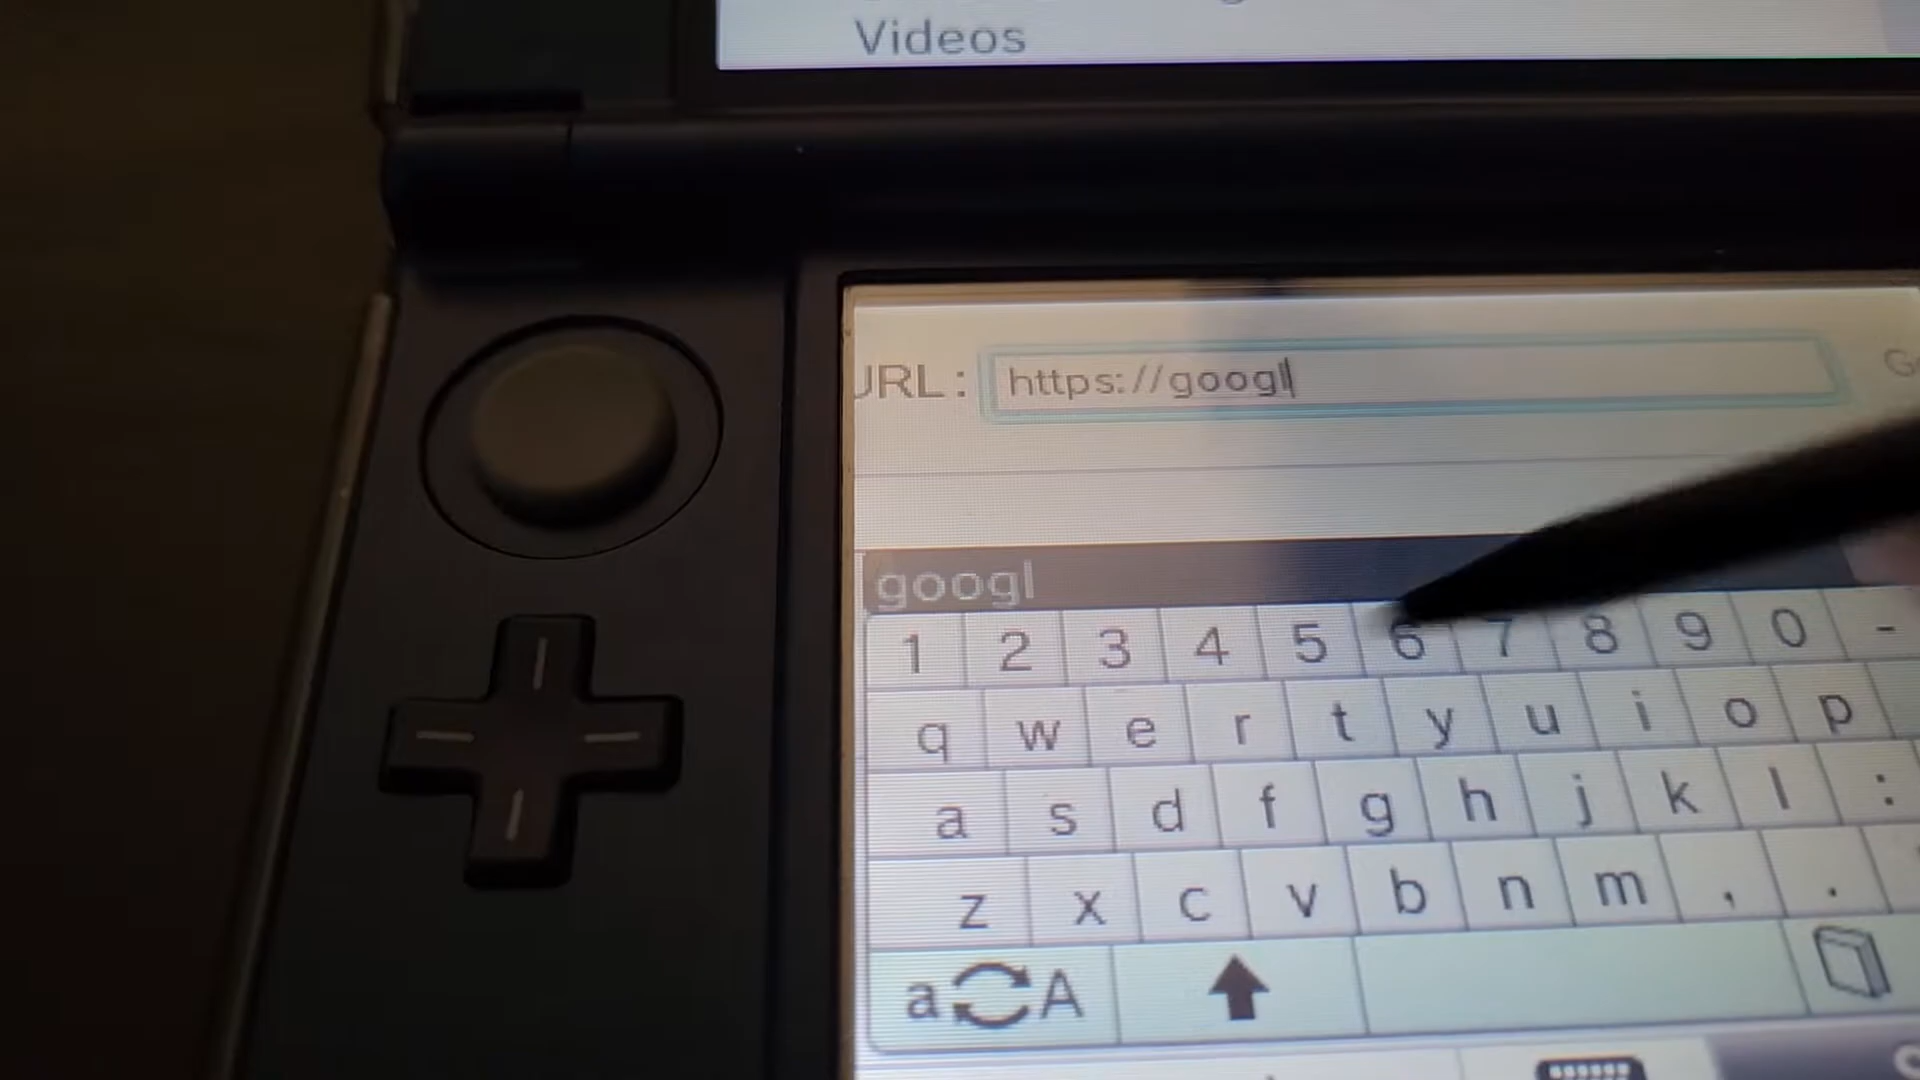 Videos
URL: https://googl
googl
1 2 3 4 5 6 7 8 9 0 -
q w e r t y u i o p
a s d f g h j k l :
z x c v b n m , .
a A